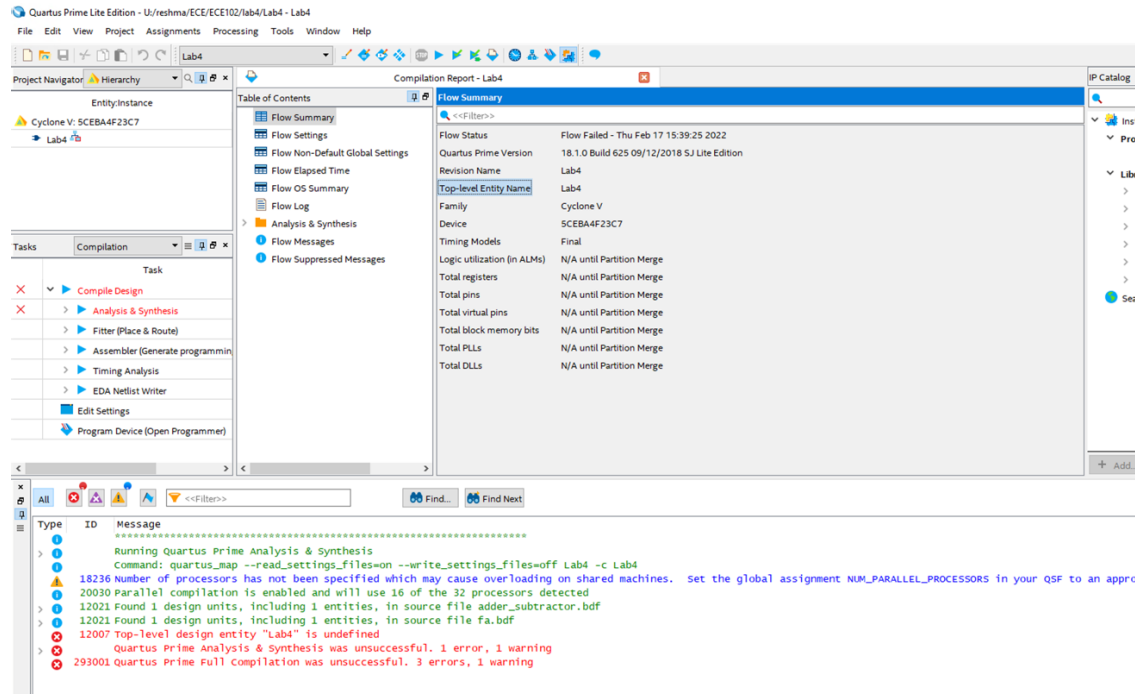 Quartus Prime Lite Edition - U:/reshma/ECE/ECE102/lab4/Lab4 - Lab4
File Edit View Project Assignments Processing Tools Window Help
Lab4
Project Navigator Hierarchy
Entity:Instance
Cyclone V: 5CEBA4F23C7
Lab4
Tasks Compilation
Task
Compile Design
Analysis & Synthesis
Fitter (Place & Route)
Assembler (Generate programmin
Timing Analysis
EDA Netlist Writer
Edit Settings
Program Device (Open Programmer)
Compilation Report - Lab4
Table of Contents
Flow Summary
Flow Settings
Flow Non-Default Global Settings
Flow Elapsed Time
Flow OS Summary
Flow Log
Analysis & Synthesis
Flow Messages
Flow Suppressed Messages
Flow Summary
<<Filter>>
Flow Status Flow Failed - Thu Feb 17 15:39:25 2022
Quartus Prime Version 18.1.0 Build 625 09/12/2018 SJ Lite Edition
Revision Name Lab4
Top-level Entity Name Lab4
Family Cyclone V
Device 5CEBA4F23C7
Timing Models Final
Logic utilization (in ALMs) N/A until Partition Merge
Total registers N/A until Partition Merge
Total pins N/A until Partition Merge
Total virtual pins N/A until Partition Merge
Total block memory bits N/A until Partition Merge
Total PLLs N/A until Partition Merge
Total DLLs N/A until Partition Merge
IP Catalog
Ins
Pro
Lib
Sea
+ Add...
All <<Filter>> Find... Find Next
Type ID Message
*******************************************************************
Running Quartus Prime Analysis & Synthesis
Command: quartus_map --read_settings_files=on --write_settings_files=off Lab4 -c Lab4
18236 Number of processors has not been specified which may cause overloading on shared machines. Set the global assignment NUM_PARALLEL_PROCESSORS in your QSF to an appro
20030 Parallel compilation is enabled and will use 16 of the 32 processors detected
12021 Found 1 design units, including 1 entities, in source file adder_subtractor.bdf
12021 Found 1 design units, including 1 entities, in source file fa.bdf
12007 Top-level design entity "Lab4" is undefined
Quartus Prime Analysis & Synthesis was unsuccessful. 1 error, 1 warning
293001 Quartus Prime Full Compilation was unsuccessful. 3 errors, 1 warning